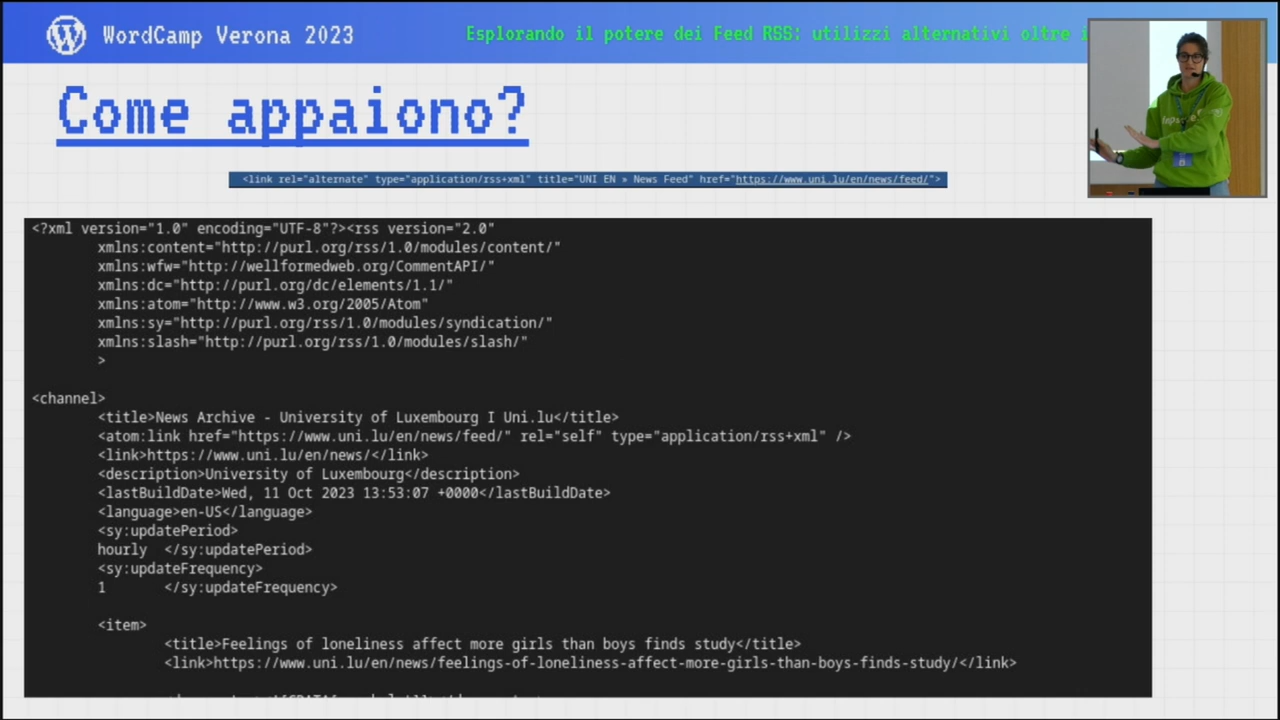 WordCamp Verona 2023
Esplorando il potere dei Feed RSS: utilizzi alternativi oltre
Come appaiono?
<link rel="alternate" type="application/rss+xml" title="UNI EN » News Feed" href="https://www.uni.lu/en/news/feed/">
<?xml version="1.0" encoding="UTF-8"?><rss version="2.0"
xmlns:content="http://purl.org/rss/1.0/modules/content/"
xmlns:wfw="http://wellformedweb.org/CommentAPI/"
xmlns:dc="http://purl.org/dc/elements/1.1/"
xmlns:atom="http://www.w3.org/2005/Atom"
xmlns:sy="http://purl.org/rss/1.0/modules/syndication/"
xmlns:slash="http://purl.org/rss/1.0/modules/slash/"
>
<channel>
<title>News Archive - University of Luxembourg I Uni.lu</title>
<atom:link href="https://www.uni.lu/en/news/feed/" rel="self" type="application/rss+xml" />
<link>https://www.uni.lu/en/news/</link>
<description>University of Luxembourg</description>
<lastBuildDate>Wed, 11 Oct 2023 13:53:07 +0000</lastBuildDate>
<language>en-US</language>
<sy:updatePeriod>
hourly </sy:updatePeriod>
<sy:updateFrequency>
1 </sy:updateFrequency>
<item>
<title>Feelings of loneliness affect more girls than boys finds study</title>
<link>https://www.uni.lu/en/news/feelings-of-loneliness-affect-more-girls-than-boys-finds-study/</link>